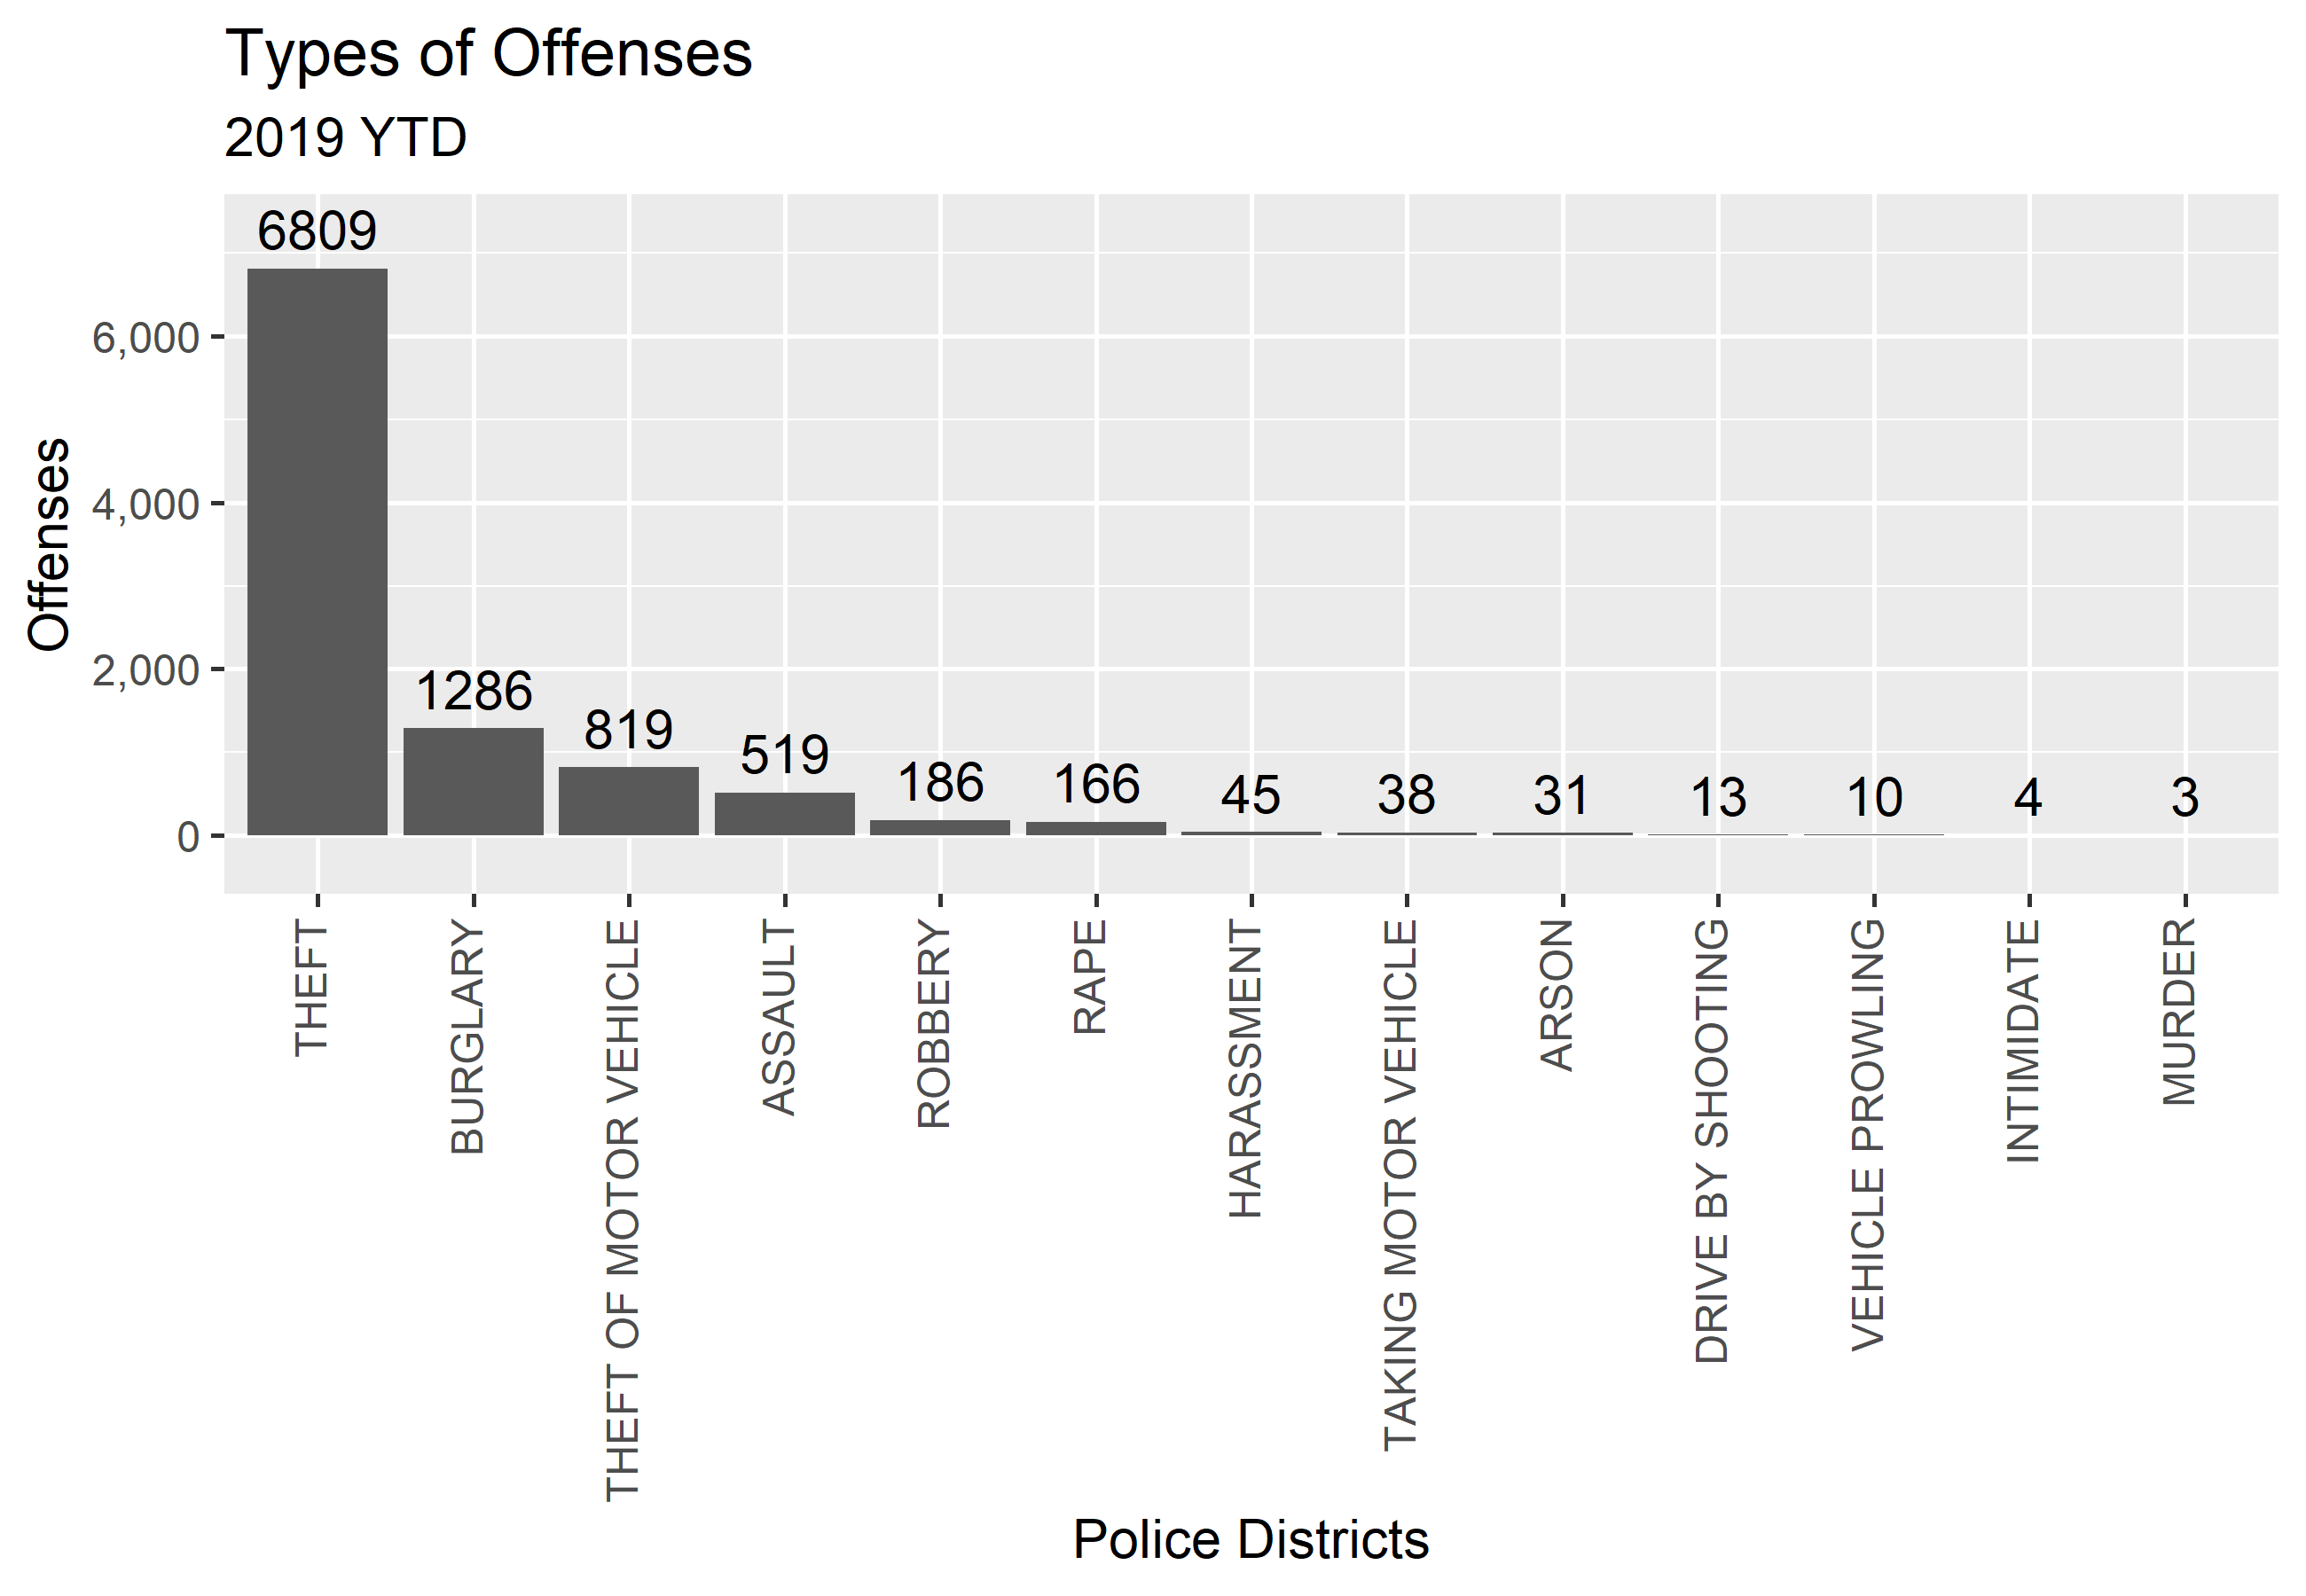 Types of Offenses
2019 YTD
Offenses
6,000
4,000
2,000
0
6809
1286
819
519
186
166
45
38
31
13
10
4
3
THEFT
BURGLARY
THEFT OF MOTOR VEHICLE
ASSAULT
ROBBERY
RAPE
HARASSMENT
TAKING MOTOR VEHICLE
ARSON
DRIVE BY SHOOTING
VEHICLE PROWLING
INTIMIDATE
MURDER
Police Districts